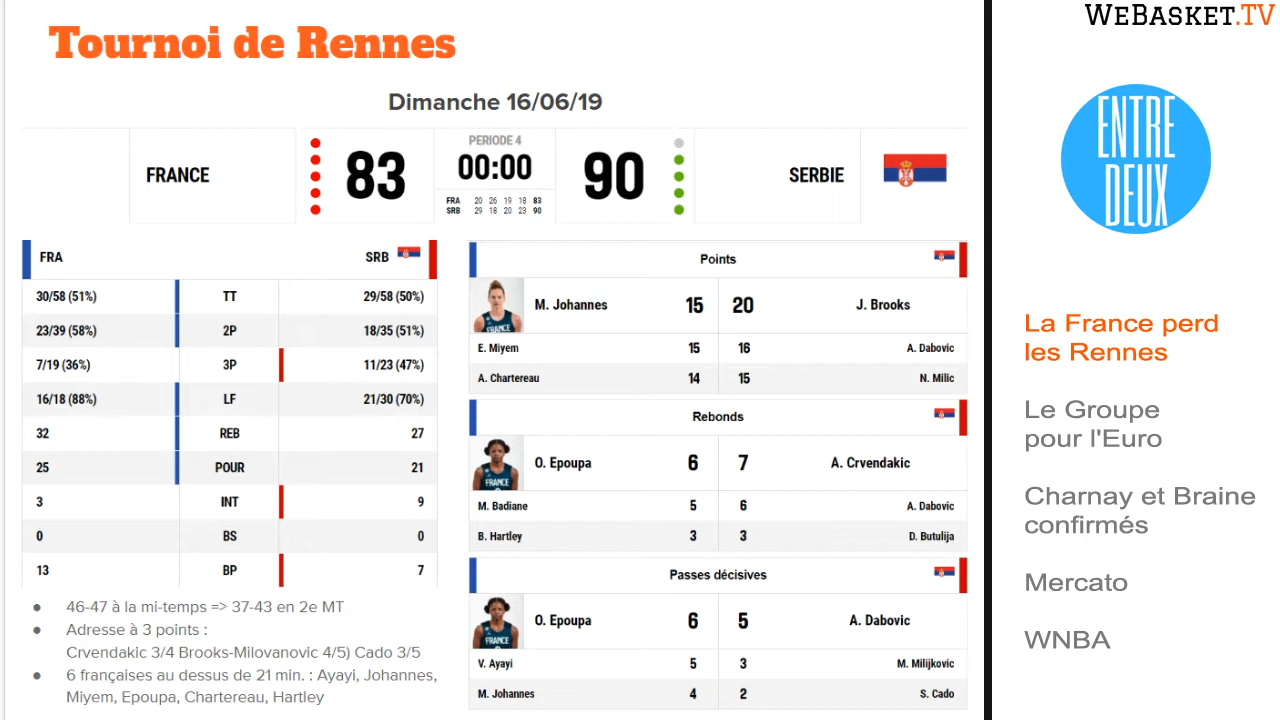 WEBASKET.TV
Tournoi de Rennes
Dimanche 16/06/19
FRANCE
83
PERIODE 4
00:00
FRA 20 26 19 18 83
SRB 29 18 20 23 90
90
SERBIE
FRA SRB
30/58 (51%) TT 29/58 (50%)
23/39 (58%) 2P 18/35 (51%)
7/19 (36%) 3P 11/23 (47%)
16/18 (88%) LF 21/30 (70%)
32 REB 27
25 POUR 21
3 INT 9
0 BS 0
13 BP 7
46-47 à la mi-temps => 37-43 en 2e MT
Adresse à 3 points :
Crvendakic 3/4 Brooks-Milovanovic 4/5) Cado 3/5
6 françaises au dessus de 21 min. : Ayayi, Johannes,
Miyem, Epoupa, Chartereau, Hartley
Points
FRANCE
M. Johannes 15 20 J. Brooks
E. Miyem 15 16 A. Dabovic
A. Chartereau 14 15 N. Milic
Rebonds
FRANCE
O. Epoupa 6 7 A. Crvendakic
M. Badiane 5 6 A. Dabovic
B. Hartley 3 3 D. Butulija
Passes décisives
FRANCE
O. Epoupa 6 5 A. Dabovic
V. Ayayi 5 3 M. Milijkovic
M. Johannes 4 2 S. Cado
ENTRE
DEUX
La France perd
les Rennes
Le Groupe
pour l'Euro
Charnay et Braine
confirmés
Mercato
WNBA